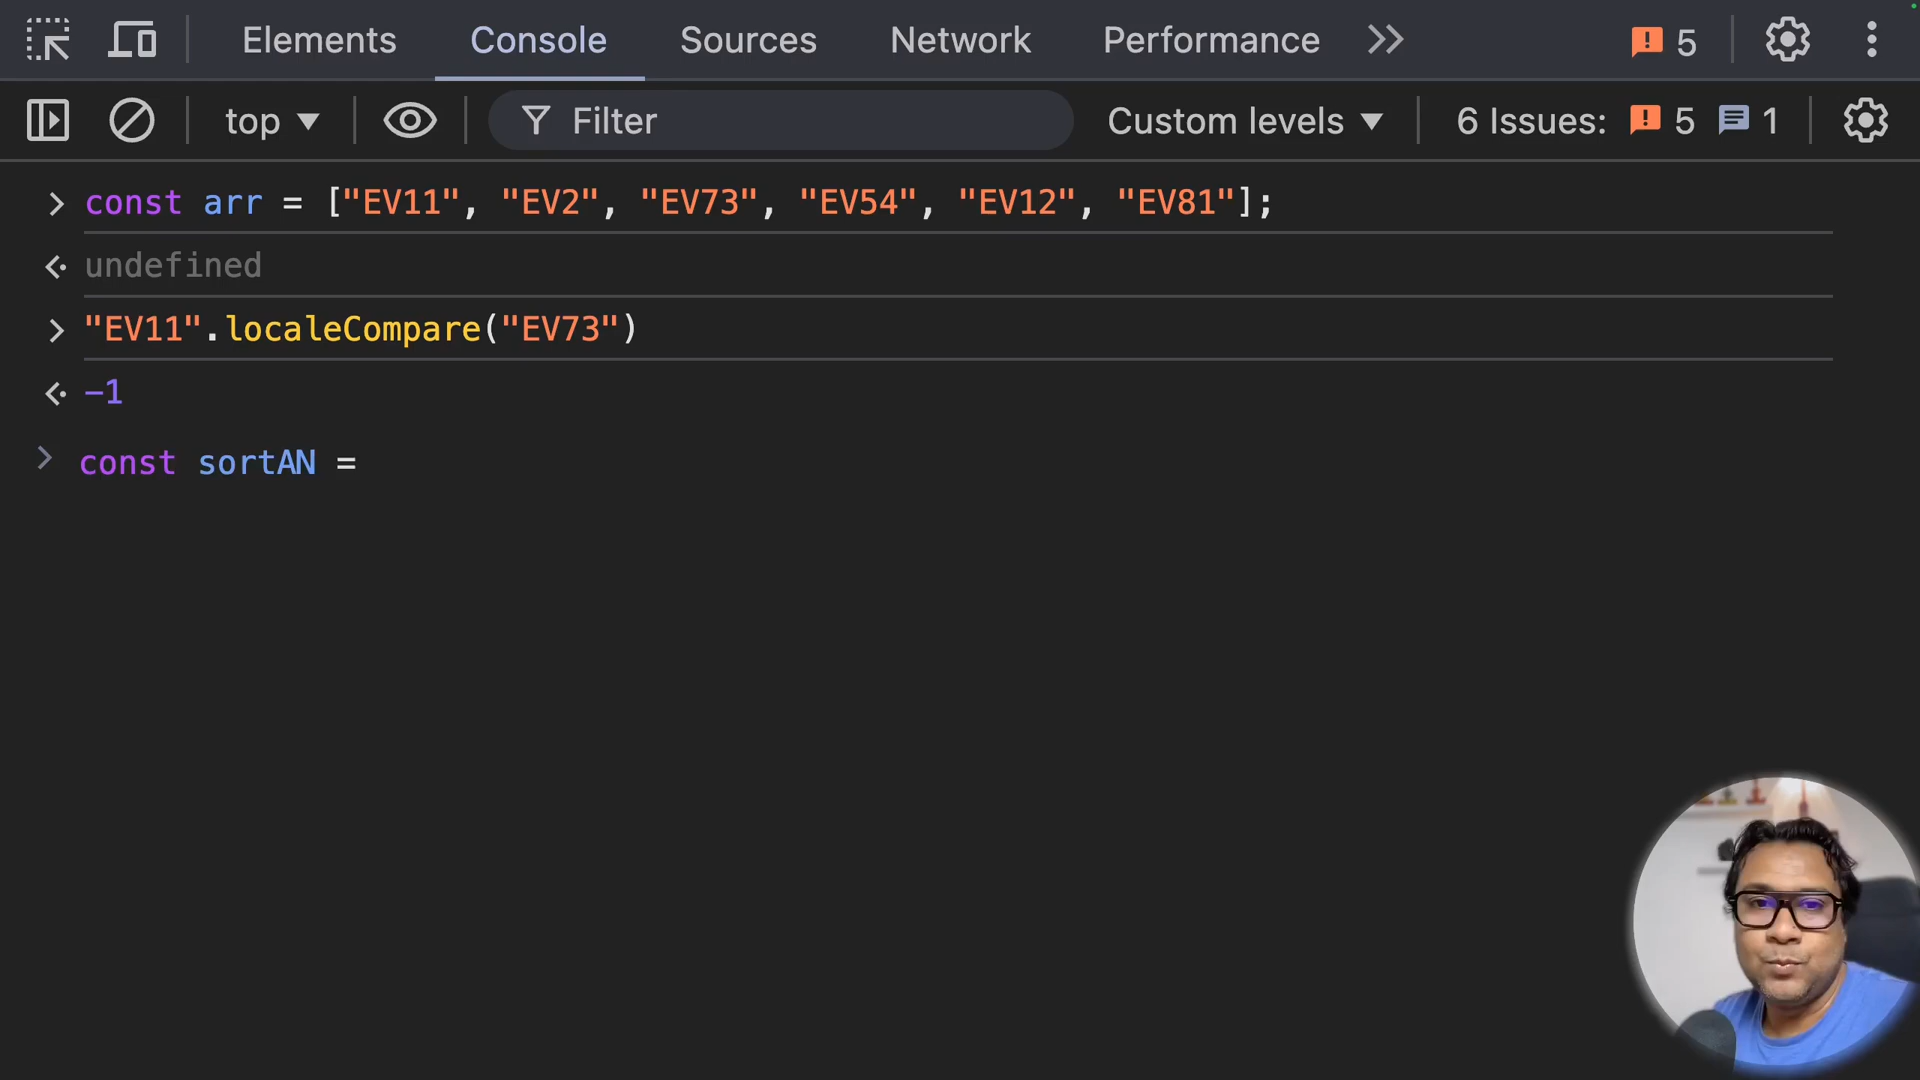 Elements Console Sources Network Performance 5
top Filter Custom levels 6 Issues: 5 1
const arr = ["EV11", "EV2", "EV73", "EV54", "EV12", "EV81"];
undefined
"EV11".localeCompare("EV73")
-1
const sortAN =